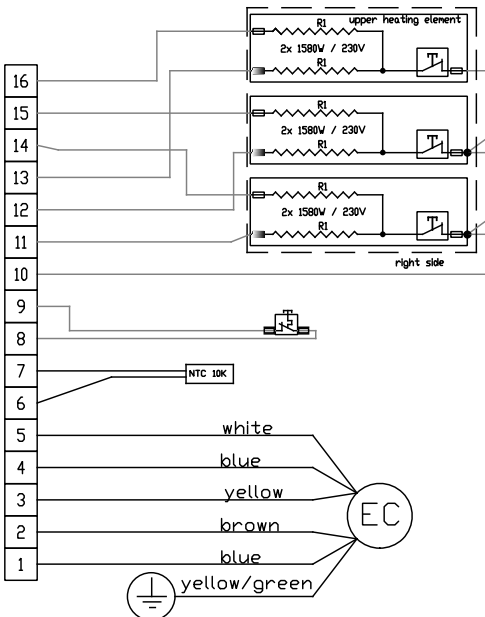 R1
upper heating element
2x 1580W / 230V
R1
16
R1
15
2x 1580W / 230V
14
R1
13
R1
12
2x 1580W / 230V
11
R1
right side
10
9
8
7
NTC 10K
6
5
white
4
blue
3
yellow
EC
2
brown
1
blue
yellow/green